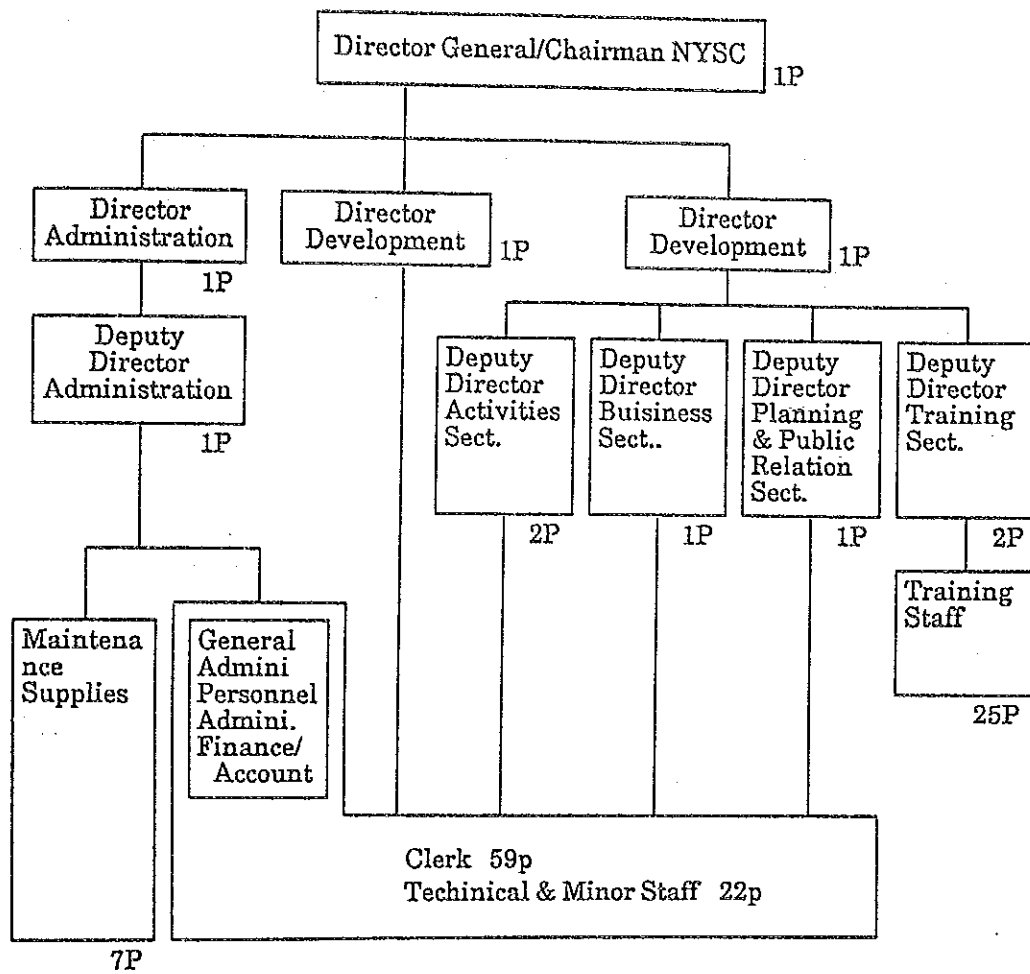 Director General/Chairman NYSC
1P
Director
Administration
1P
Director
Development
1P
Director
Development
1P
Deputy
Director
Administration
1P
Deputy
Director
Activities
Sect.
2P
Deputy
Director
Buisiness
Sect..
1P
Deputy
Director
Planning
& Public
Relation
Sect.
1P
Deputy
Director
Training
Sect.
2P
Training
Staff
25P
Maintena
nce
Supplies
7P
General
Admini
Personnel
Admini.
Finance/
Account
Clerk 59p
Techinical & Minor Staff 22p